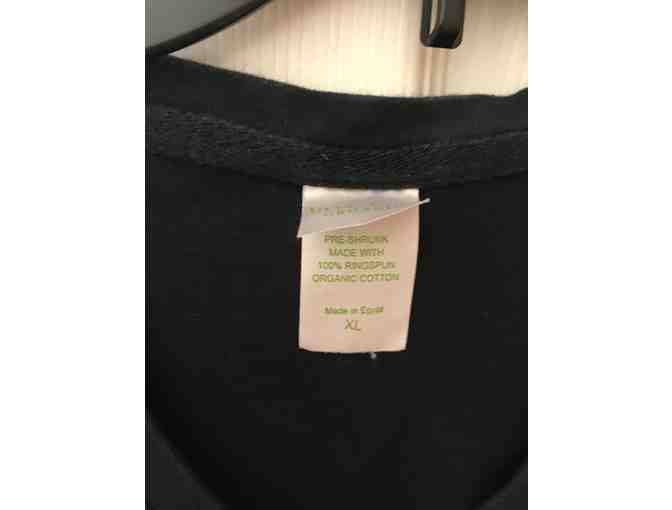 PRE-SHRUNK
MADE WITH
100% RINGSPUN
ORGANIC COTTON
Made in Egypt
XL